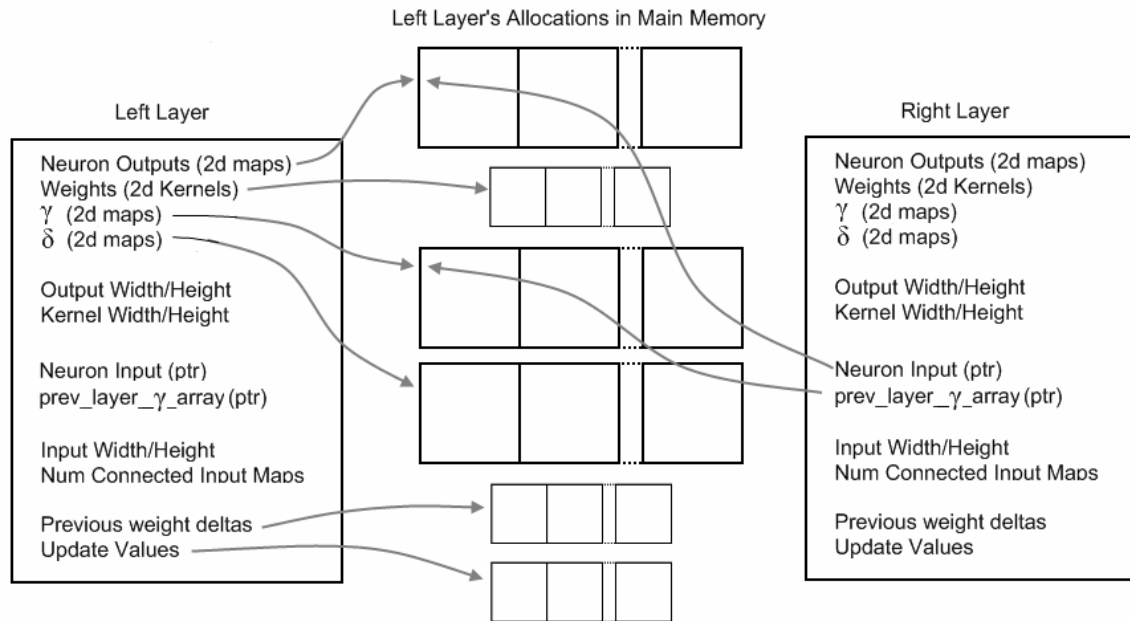 Left Layer's Allocations in Main Memory
Left Layer
Neuron Outputs (2d maps)
Weights (2d Kernels)
γ (2d maps)
δ (2d maps)
Output Width/Height
Kernel Width/Height
Neuron Input (ptr)
prev_layer_γ_array (ptr)
Input Width/Height
Num Connected Input Maps
Previous weight deltas
Update Values
Right Layer
Neuron Outputs (2d maps)
Weights (2d Kernels)
γ (2d maps)
δ (2d maps)
Output Width/Height
Kernel Width/Height
Neuron Input (ptr)
prev_layer_γ_array (ptr)
Input Width/Height
Num Connected Input Maps
Previous weight deltas
Update Values